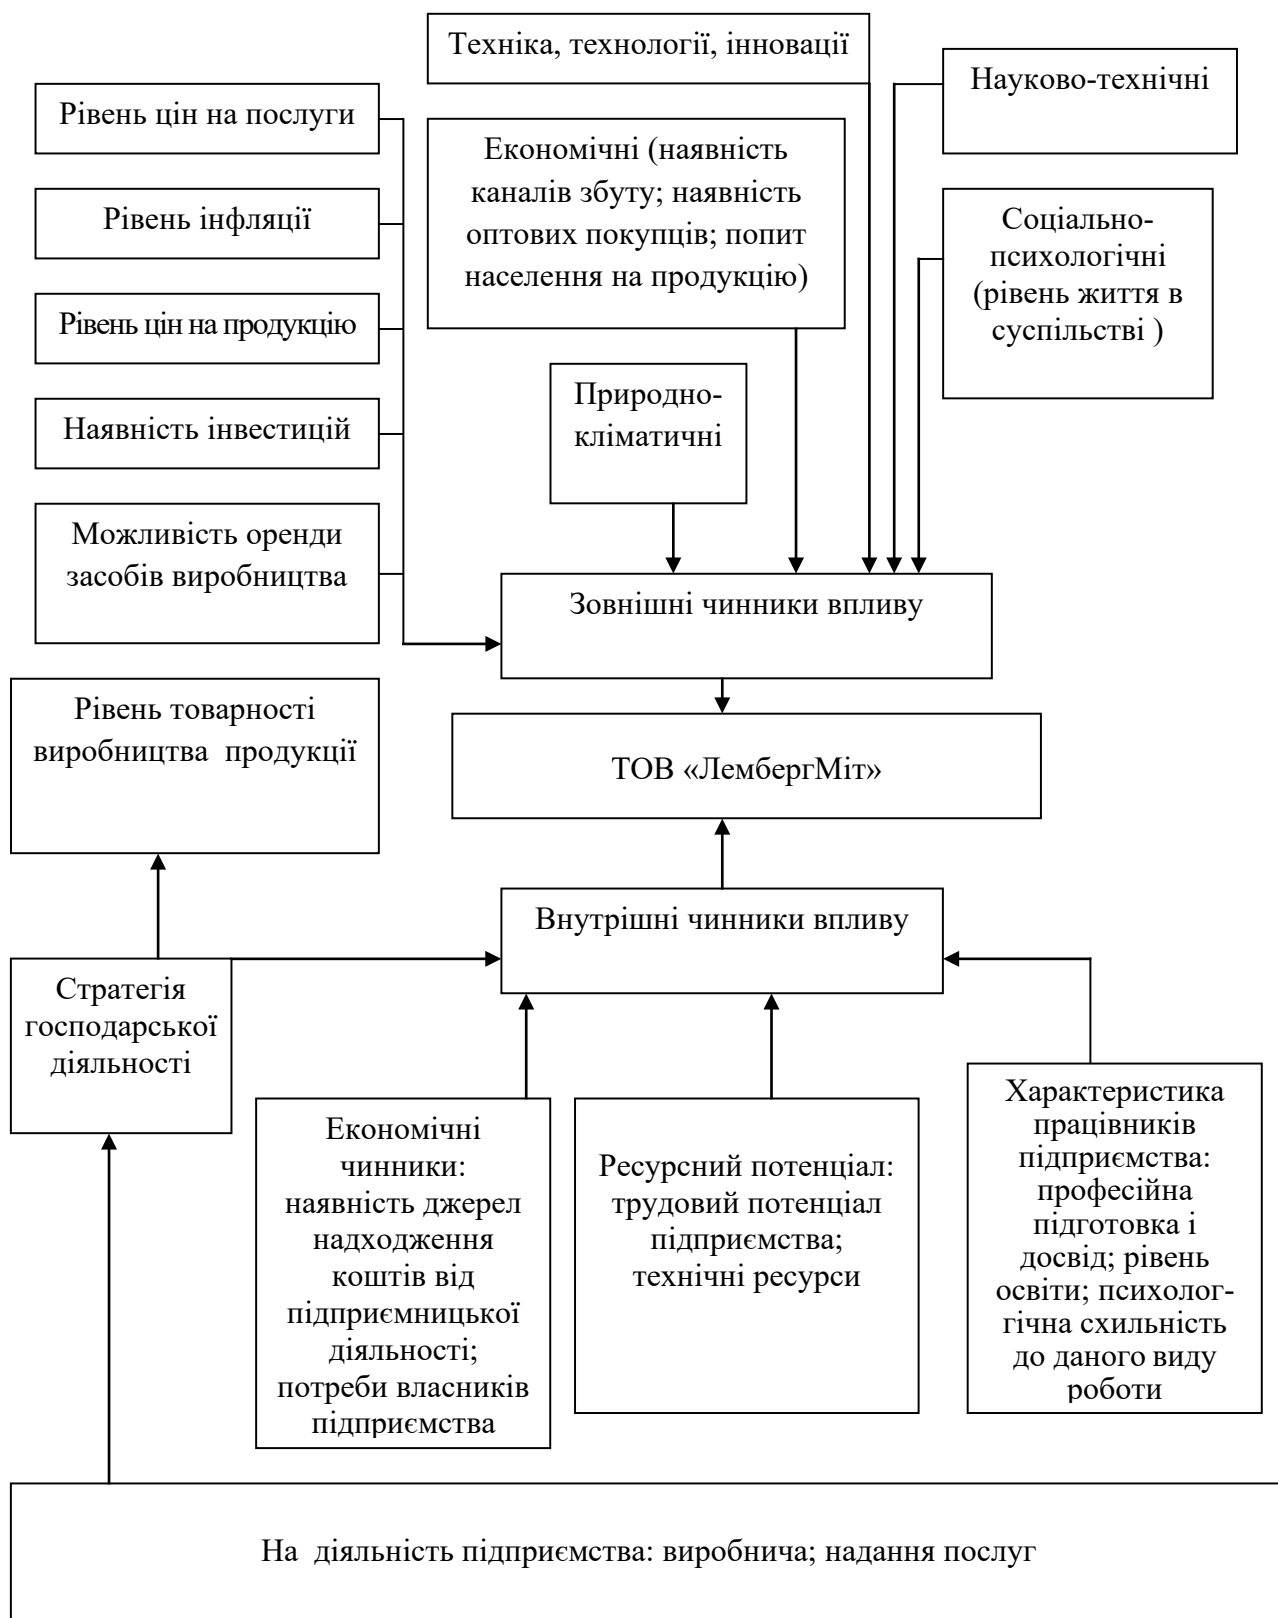 Техніка, технології, інновації
Науково-технічні
Рівень цін на послуги
Економічні (наявність
каналів збуту; наявність
оптових покупців; попит
населення на продукцію)
Рівень інфляції
Соціально-
психологічні
(рівень життя в
суспільстві )
Рівень цін на продукцію
Природно-
кліматичні
Наявність інвестицій
Можливість оренди
засобів виробництва
Зовнішні чинники впливу
Рівень товарності
виробництва  продукції
ТОВ «ЛембергМіт»
Внутрішні чинники впливу
Стратегія
господарської
діяльності
Економічні
чинники:
наявність джерел
надходження
коштів від
підприємницької
діяльності;
потреби власників
підприємства
Ресурсний потенціал:
трудовий потенціал
підприємства;
технічні ресурси
Характеристика
працівників
підприємства:
професійна
підготовка і
досвід; рівень
освіти; психолог-
гічна схильність
до даного виду
роботи
На  діяльність підприємства: виробнича; надання послуг